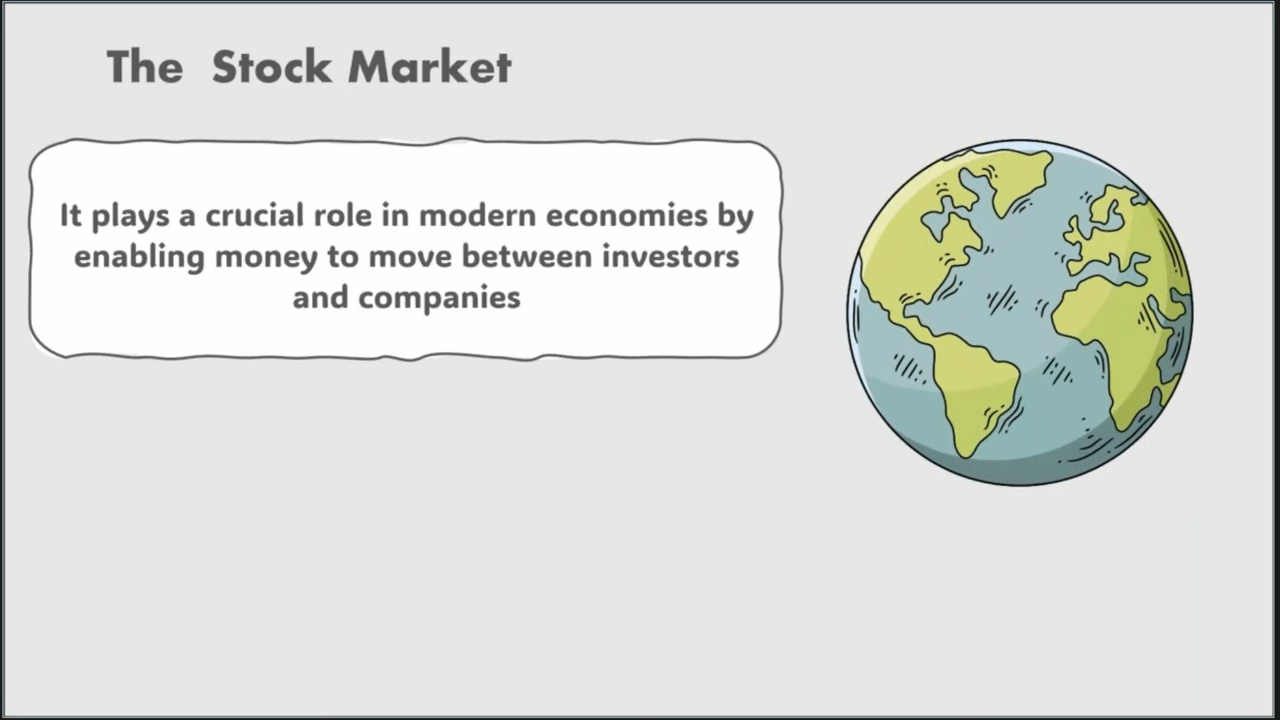 The Stock Market
It plays a crucial role in modern economies by
enabling money to move between investors
and companies